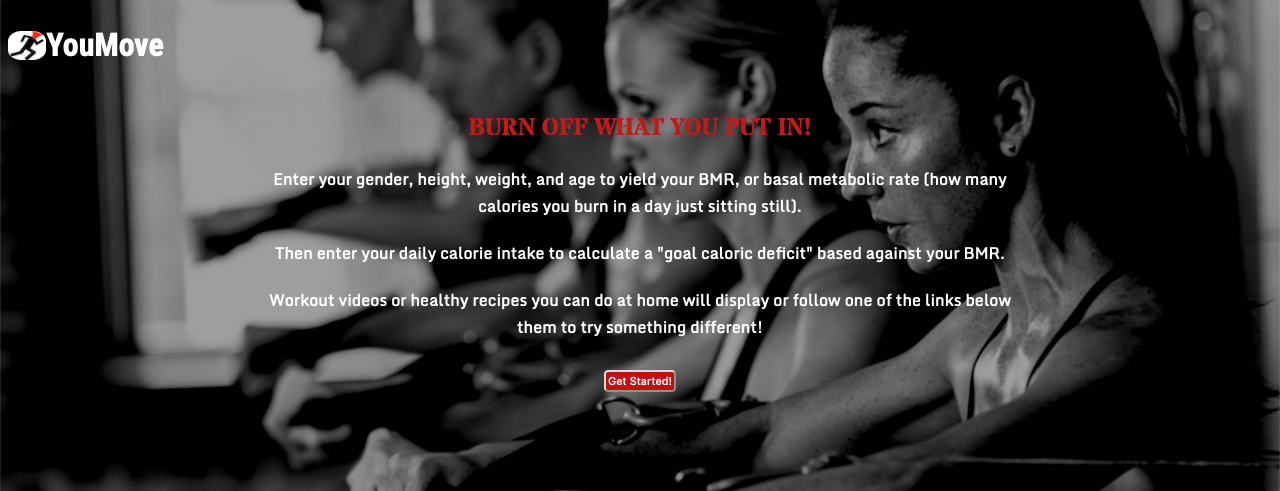 YouMove
BURN OFF WHAT YOU PUT IN!
Enter your gender, height, weight, and age to yield your BMR, or basal metabolic rate (how many
calories you burn in a day just sitting still).
Then enter your daily calorie intake to calculate a "goal caloric deficit" based against your BMR.
Workout videos or healthy recipes you can do at home will display or follow one of the links below
them to try something different!
Get Started!